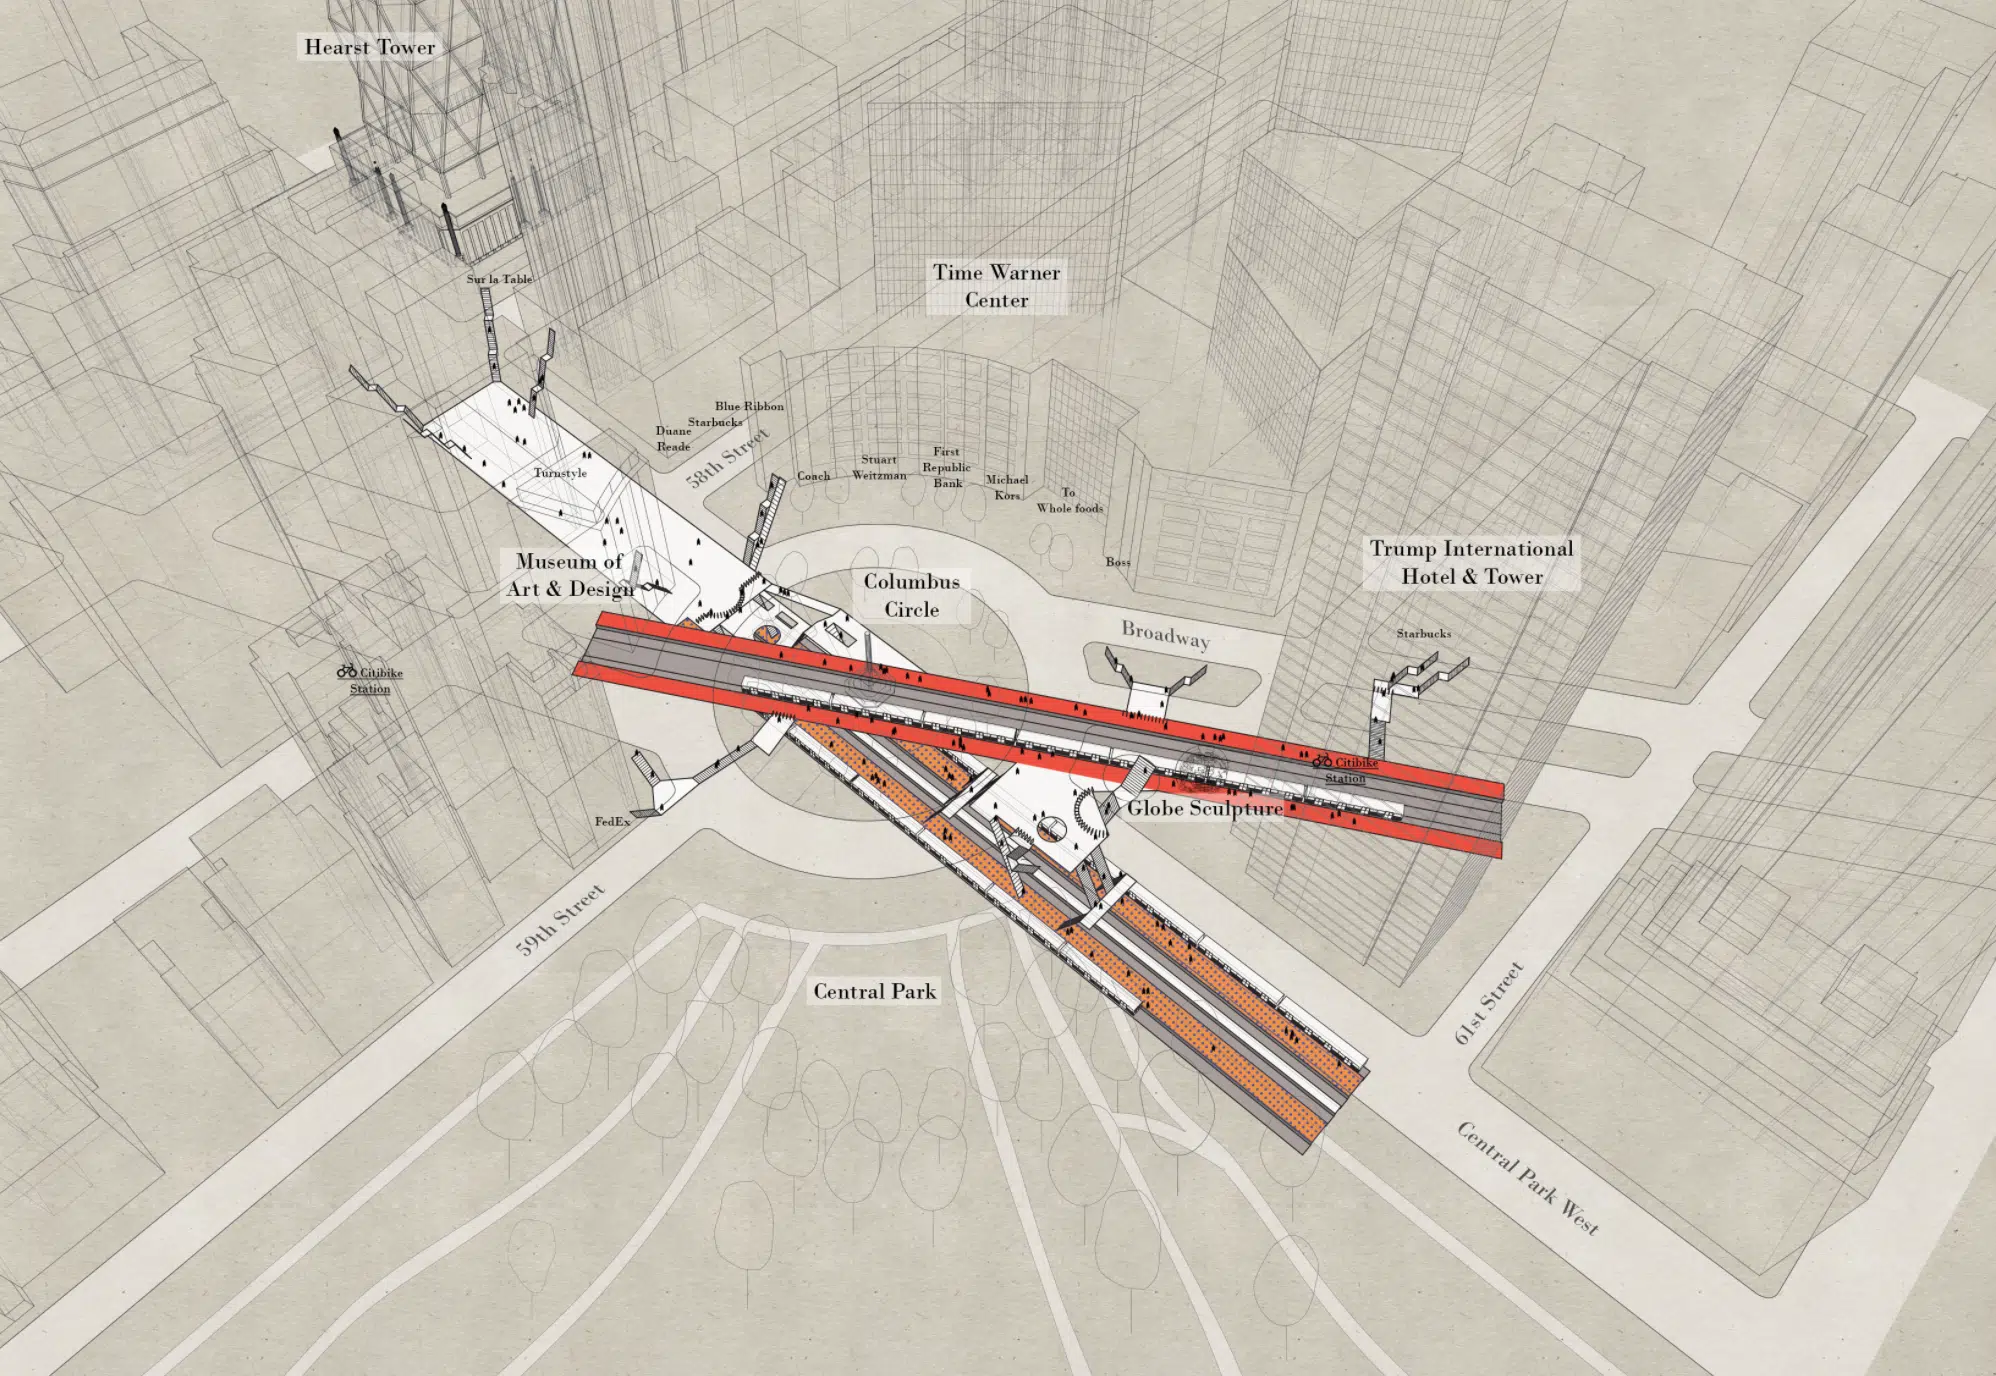 Hearst Tower
Sur la Table
Time Warner
Center
Blue Ribbon
Starbucks
Duane
Reade
58th Street
Turnstyle
Coach
Stuart
Weitzman
First
Republic
Bank
Michael
Kors
To
Whole foods
Boss
Museum of
Art & Design
Columbus
Circle
Trump International
Hotel & Tower
Broadway
Starbucks
Citibike
Station
Citibike
Station
Globe Sculpture
FedEx
59th Street
Central Park
61st Street
Central Park West